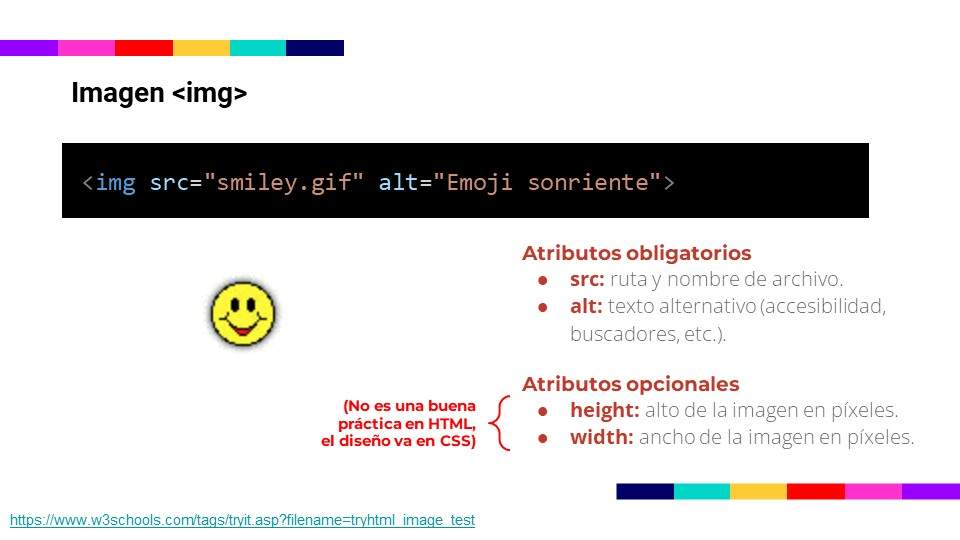 Imagen <img>
<img src="smiley.gif" alt="Emoji sonriente">
Atributos obligatorios
● src: ruta y nombre de archivo.
● alt: texto alternativo (accesibilidad,
buscadores, etc.).
Atributos opcionales
● height: alto de la imagen en píxeles.
● width: ancho de la imagen en píxeles.
(No es una buena
práctica en HTML,
el diseño va en CSS)
https://www.w3schools.com/tags/tryit.asp?filename=tryhtml_image_test